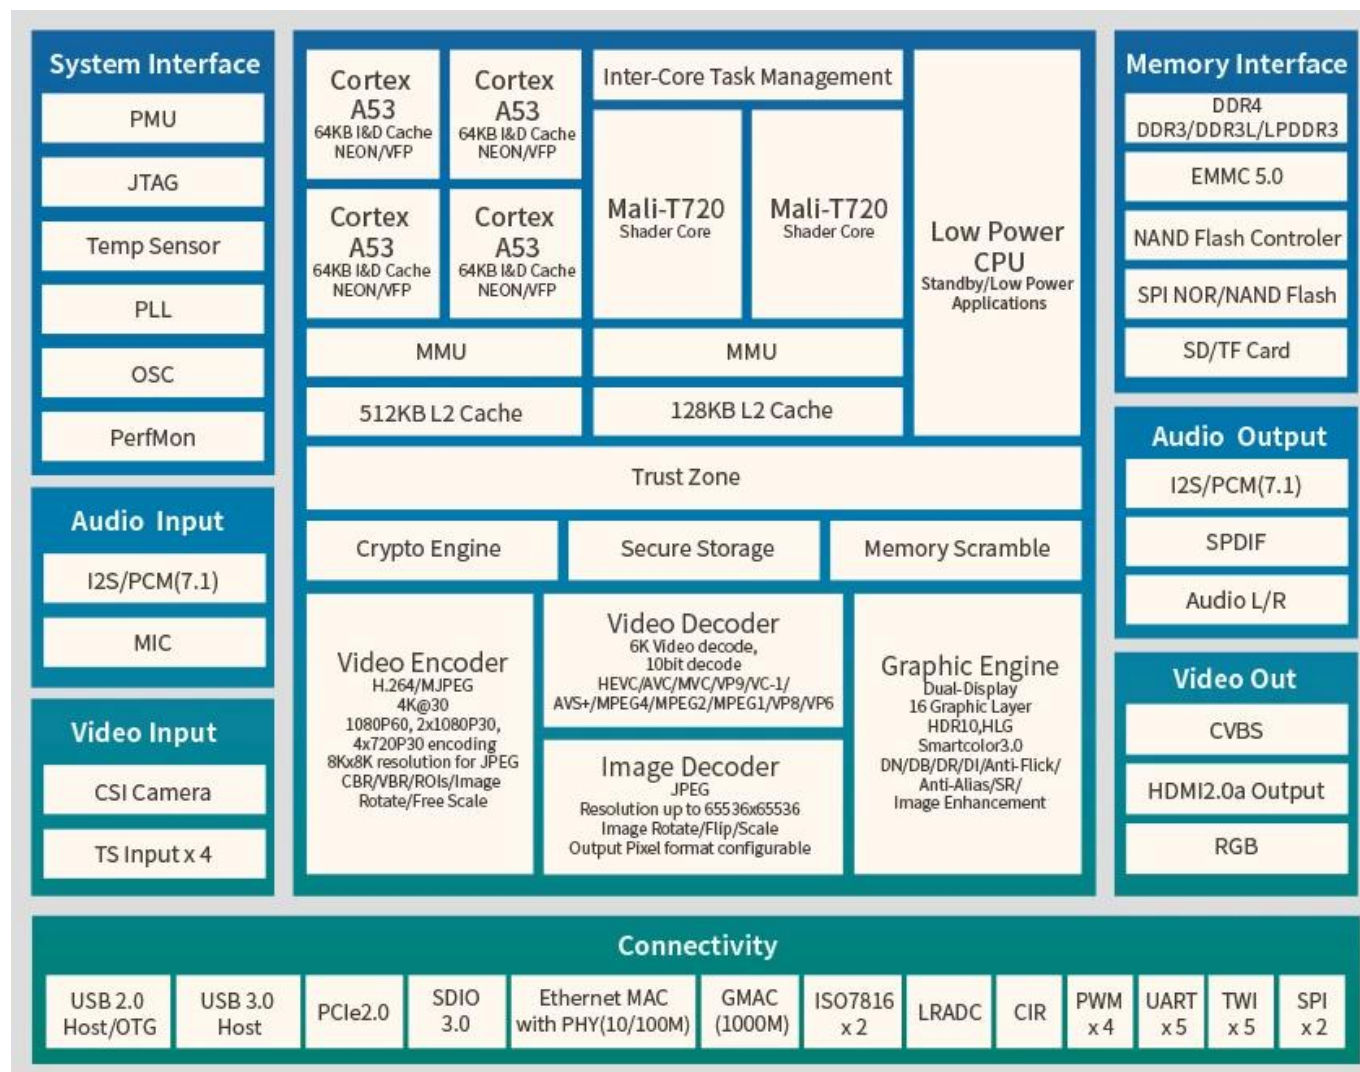 System Interface
PMU
JTAG
Temp Sensor
PLL
OSC
PerfMon
Audio Input
I2S/PCM(7.1)
MIC
Video Input
CSI Camera
TS Input x 4
Cortex
A53
64KB I&D Cache
NEON/VFP
Cortex
A53
64KB I&D Cache
NEON/VFP
Cortex
A53
64KB I&D Cache
NEON/VFP
Cortex
A53
64KB I&D Cache
NEON/VFP
MMU
512KB L2 Cache
Inter-Core Task Management
Mali-T720
Shader Core
Mali-T720
Shader Core
MMU
128KB L2 Cache
Low Power
CPU
Standby/Low Power
Applications
Trust Zone
Crypto Engine
Secure Storage
Memory Scramble
Video Encoder
H.264/MJPEG
4K@30
1080P60, 2x1080P30,
4x720P30 encoding
8Kx8K resolution for JPEG
CBR/VBR/ROIs/Image
Rotate/Free Scale
Video Decoder
6K Video decode,
10bit decode
HEVC/AVC/MVC/VP9/VC-1/
AVS+/MPEG4/MPEG2/MPEG1/VP8/VP6
Image Decoder
JPEG
Resolution up to 65536x65536
Image Rotate/Flip/Scale
Output Pixel format configurable
Graphic Engine
Dual-Display
16 Graphic Layer
HDR10,HLG
Smartcolor3.0
DN/DB/DR/DI/Anti-Flick/
Anti-Alias/SR/
Image Enhancement
Memory Interface
DDR4
DDR3/DDR3L/LPDDR3
EMMC 5.0
NAND Flash Controler
SPI NOR/NAND Flash
SD/TF Card
Audio Output
I2S/PCM(7.1)
SPDIF
Audio L/R
Video Out
CVBS
HDMI2.0a Output
RGB
Connectivity
USB 2.0
Host/OTG
USB 3.0
Host
PCIe2.0
SDIO
3.0
Ethernet MAC
with PHY(10/100M)
GMAC
(1000M)
ISO7816
x 2
LRADC
CIR
PWM
x 4
UART
x 5
TWI
x 5
SPI
x 2